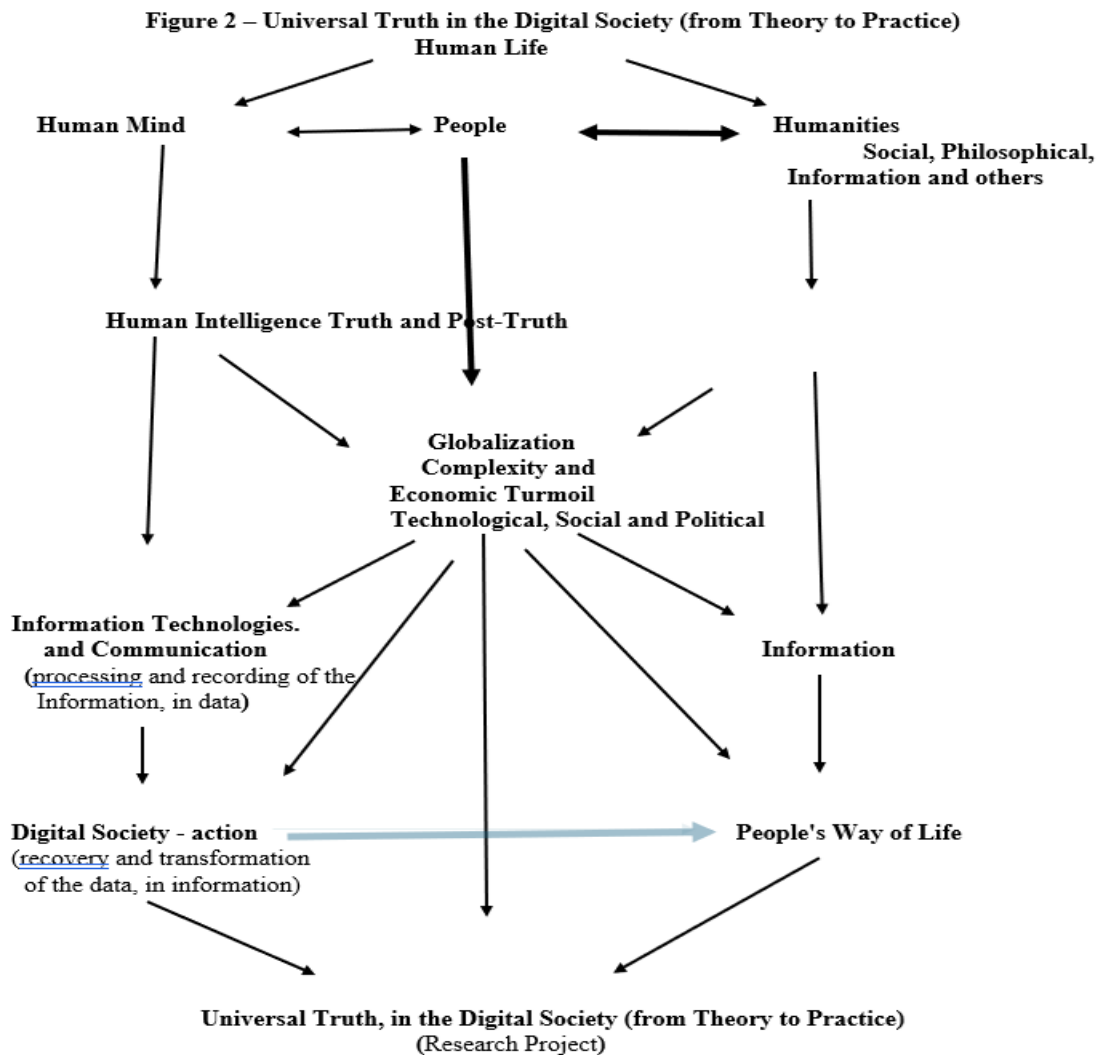 Figure 2 – Universal Truth in the Digital Society (from Theory to Practice)
Human Life
Human Mind
People
Humanities
Social, Philosophical,
Information and others
Human Intelligence Truth and Post-Truth
Globalization
Complexity and
Economic Turmoil
Technological, Social and Political
Information Technologies.
and Communication
(processing and recording of the
Information, in data)
Information
Digital Society - action
(recovery and transformation
of the data, in information)
People's Way of Life
Universal Truth, in the Digital Society (from Theory to Practice)
(Research Project)